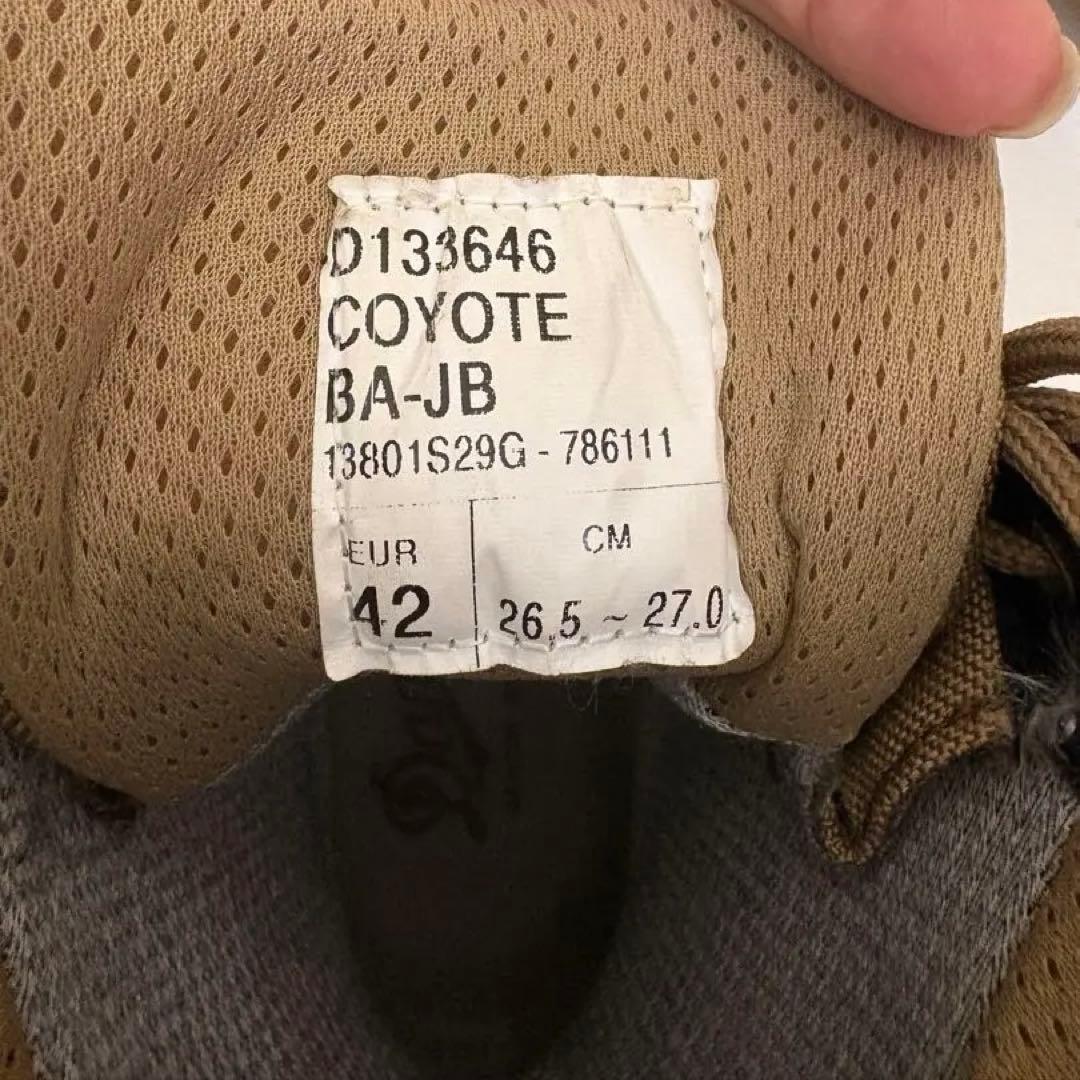 D133646
COYOTE
BA-JB
13801S29G - 786111
EUR
42
CM
26.5 ~ 27.0